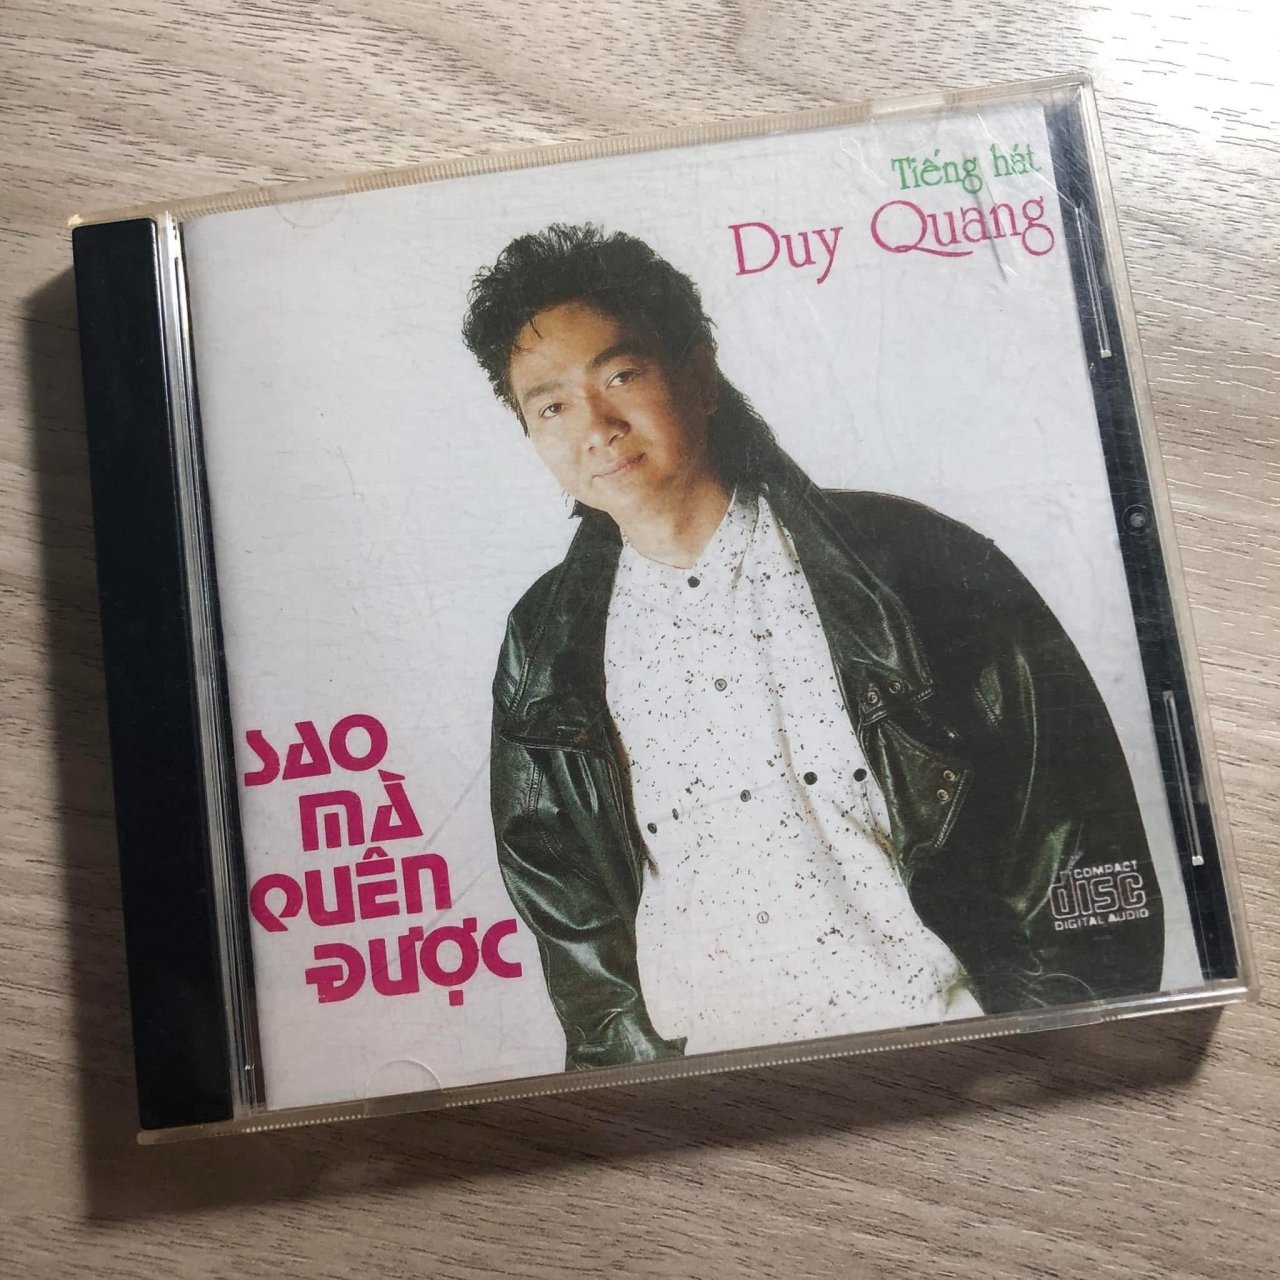 Tiếng hát
Duy Quang
SAO
MÀ
QUÊN
ĐƯỢC
COMPACT
disc
DIGITAL AUDIO